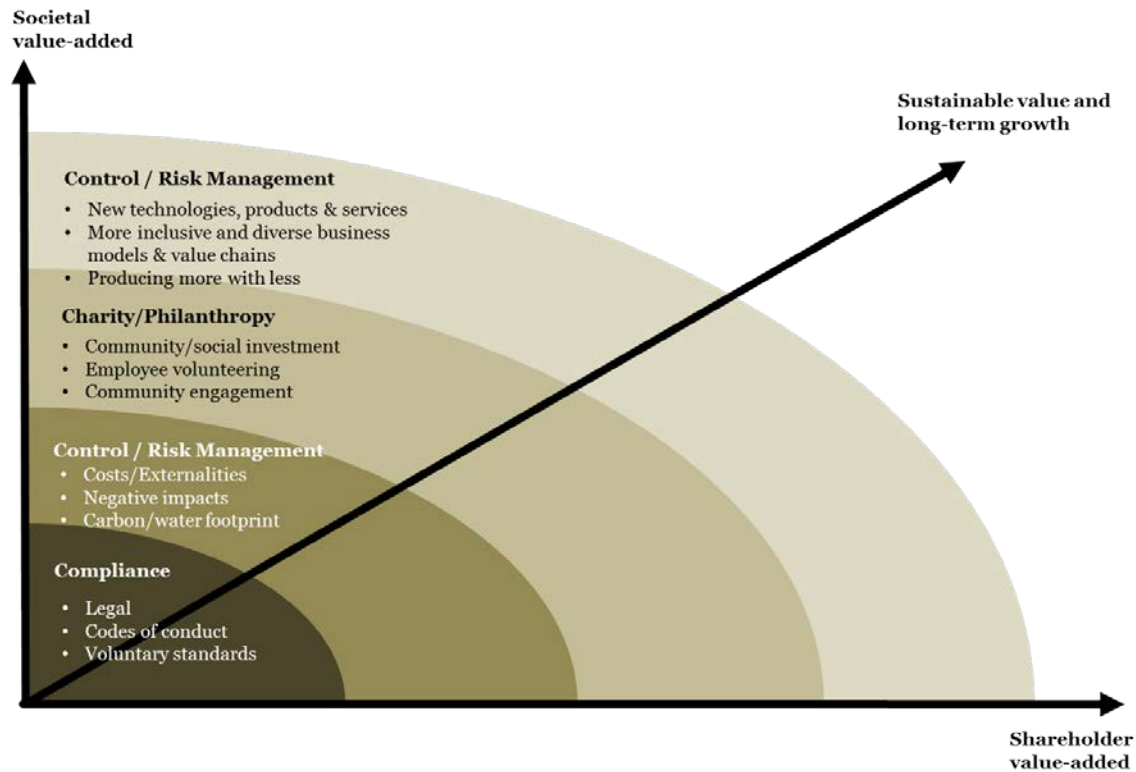 Societal
value-added
Sustainable value and
long-term growth
Control / Risk Management
• New technologies, products & services
• More inclusive and diverse business
models & value chains
• Producing more with less
Charity/Philanthropy
• Community/social investment
• Employee volunteering
• Community engagement
Control / Risk Management
• Costs/Externalities
• Negative impacts
• Carbon/water footprint
Compliance
• Legal
• Codes of conduct
• Voluntary standards
Shareholder
value-added